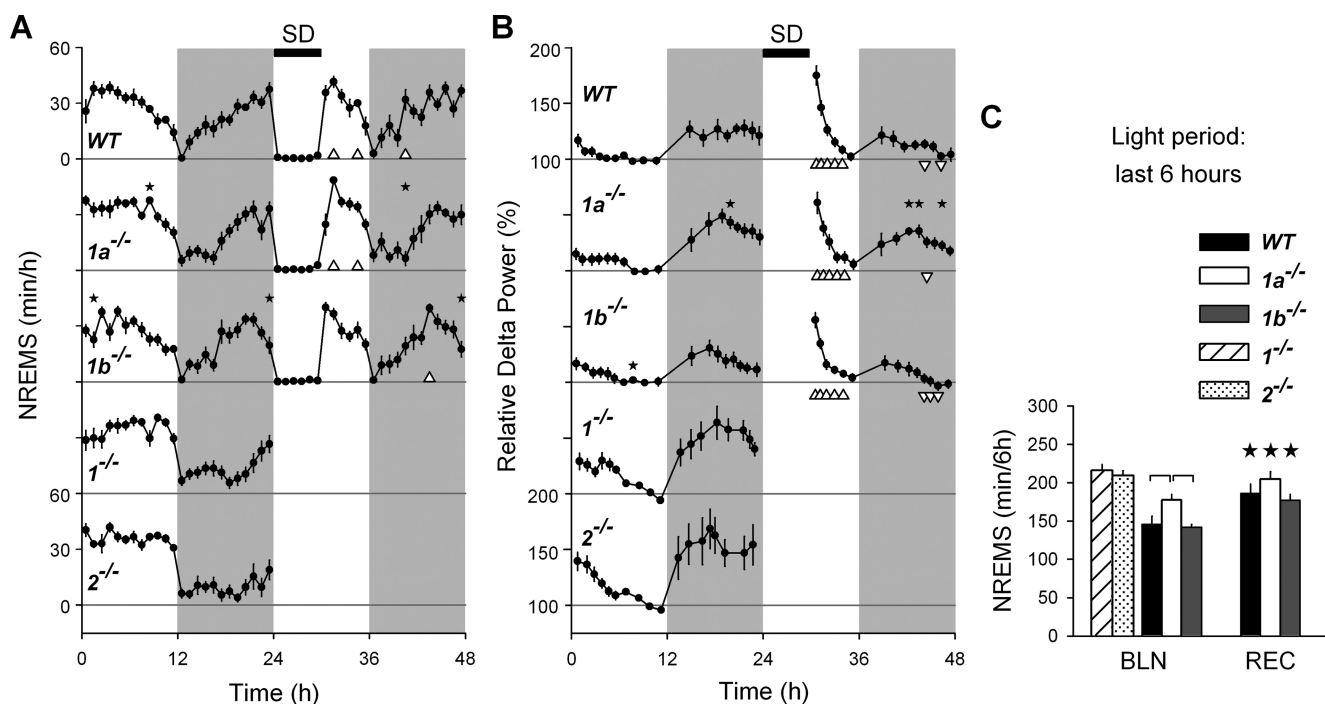 A
SD
60
30
0
WT
1a-/-
1b-/-
1-/-
60
30
0
2-/-
NREMS (min/h)
0 12 24 36 48
Time (h)
B
SD
200
150
100
WT
1a-/-
1b-/-
1-/-
200
150
100
2-/-
Relative Delta Power (%)
0 12 24 36 48
Time (h)
C
Light period:
last 6 hours
WT
1a-/-
1b-/-
1-/-
2-/-
300
250
200
150
100
50
0
NREMS (min/6h)
BLN REC